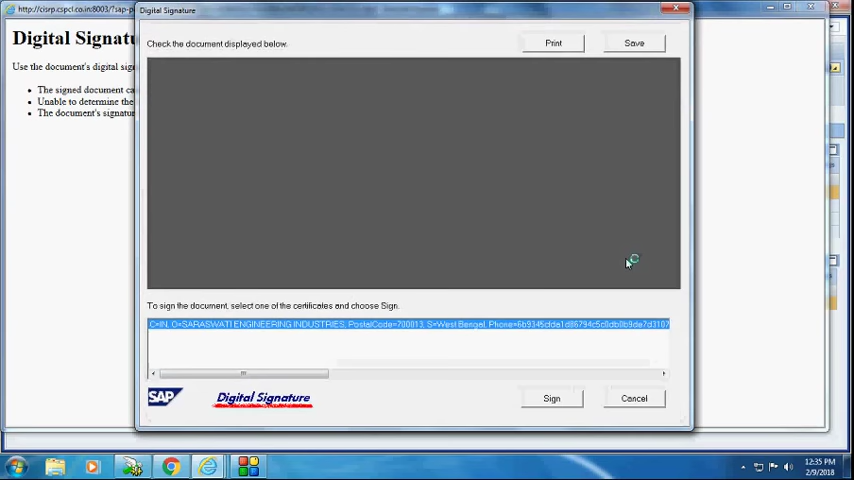 http://cisrp.cspcl.co.in:8003/?sap-p
Digital Signature
Digital Signatu
Check the document displayed below.
Print
Save
Use the document's digital sig
The signed document ca
Unable to determine the
The document's signatur
To sign the document, select one of the certificates and choose Sign.
C=IN, O=SARASWATI ENGINEERING INDUSTRIES, PostalCode=700013, S=West Bengal,
SAP
Digital Signature
Sign
Cancel
12:35 PM
2/9/2018